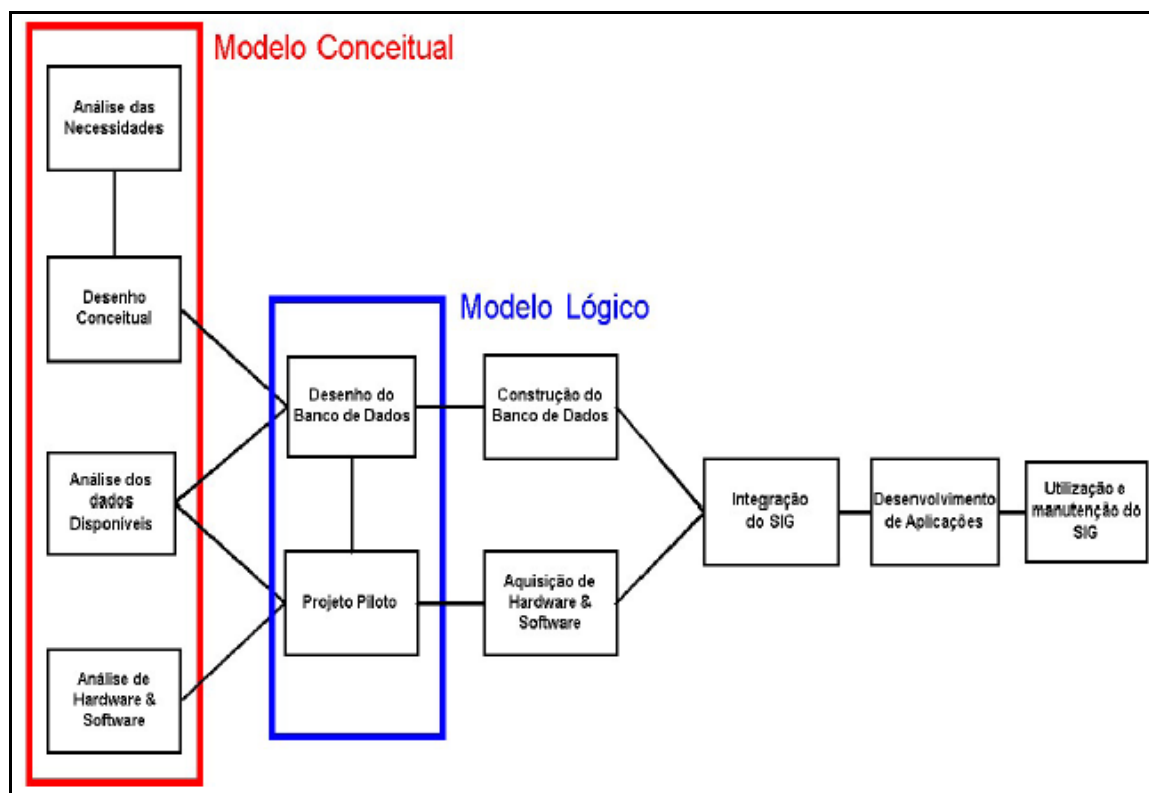 Modelo Conceitual
Análise das
Necessidades
Desenho
Conceitual
Análise dos
dados
Disponíveis
Análise de
Hardware &
Software
Modelo Lógico
Desenho do
Banco de Dados
Projeto Piloto
Construção do
Banco de Dados
Aquisição de
Hardware &
Software
Integração
do SIG
Desenvolvimento
de Aplicações
Utilização e
manutenção do
SIG